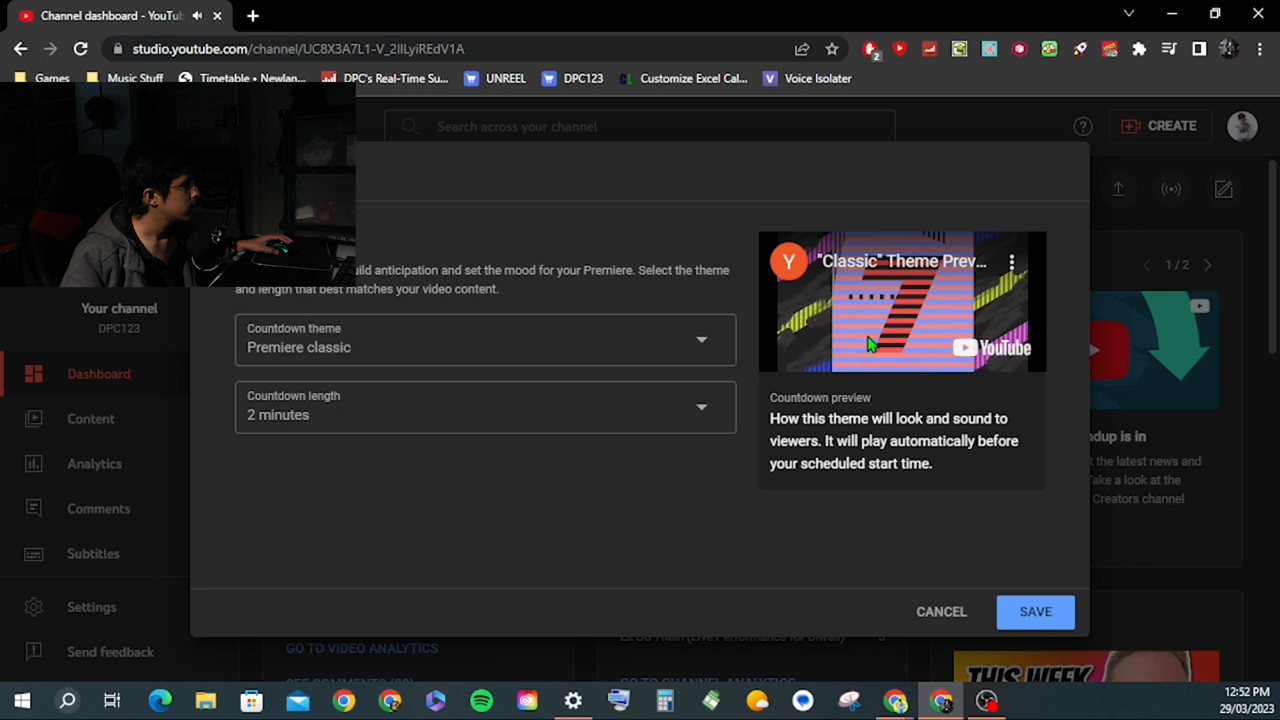 Channel dashboard - YouTu
studio.youtube.com/channel/UC8X3A7L1-V_2IILyiREdV1A
2
Games
Music Stuff
Timetable • Newlan...
DPC's Real-Time Su...
UNREEL
DPC123
Customize Excel Cal...
Voice Isolater
Search across your channel
CREATE
1 / 2
anticipation and set the mood for your Premiere. Select the theme
and length that best matches your video content.
Countdown theme
Premiere classic
Countdown length
2 minutes
Y
"Classic" Theme Prev...
7
YouTube
Countdown preview
How this theme will look and sound to
viewers. It will play automatically before
your scheduled start time.
CANCEL
SAVE
Your channel
DPC123
Dashboard
Content
Analytics
Comments
Subtitles
Settings
Send feedback
is in
the latest news and
Take a look at the
Creators channel
GO TO VIDEO ANALYTICS
THIS WEEK
12:52 PM
29/03/2023